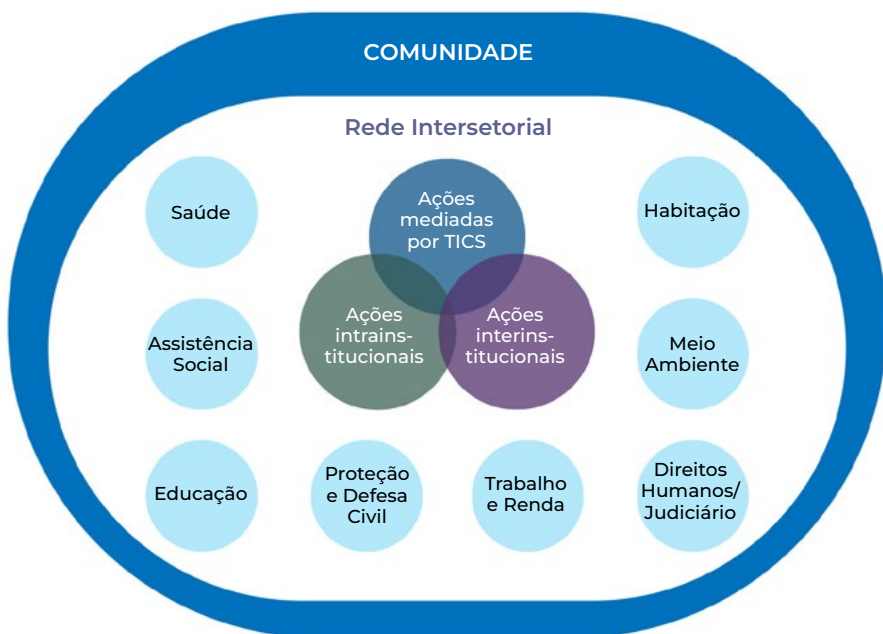 COMUNIDADE
Rede Intersetorial
Saúde
Ações
mediadas
por TICS
Habitação
Assistência
Social
Ações
intrains-
titucionais
Ações
interins-
titucionais
Meio
Ambiente
Educação
Proteção
e Defesa
Civil
Trabalho
e Renda
Direitos
Humanos/
Judiciário